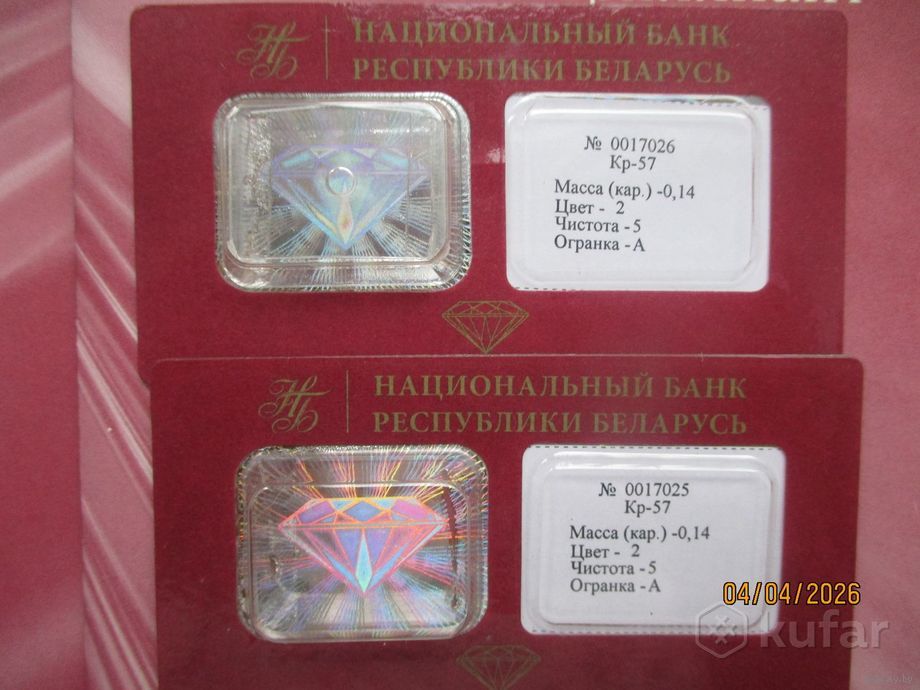 НБ
НАЦИОНАЛЬНЫЙ БАНК
РЕСПУБЛИКИ БЕЛАРУСЬ
№ 0017026
Кр-57
Масса (кар.) -0,14
Цвет - 2
Чистота - 5
Огранка - А
НБ
НАЦИОНАЛЬНЫЙ БАНК
РЕСПУБЛИКИ БЕЛАРУСЬ
№ 0017025
Кр-57
Масса (кар.) -0,14
Цвет - 2
Чистота - 5
Огранка - А
04/04/2026
kufar